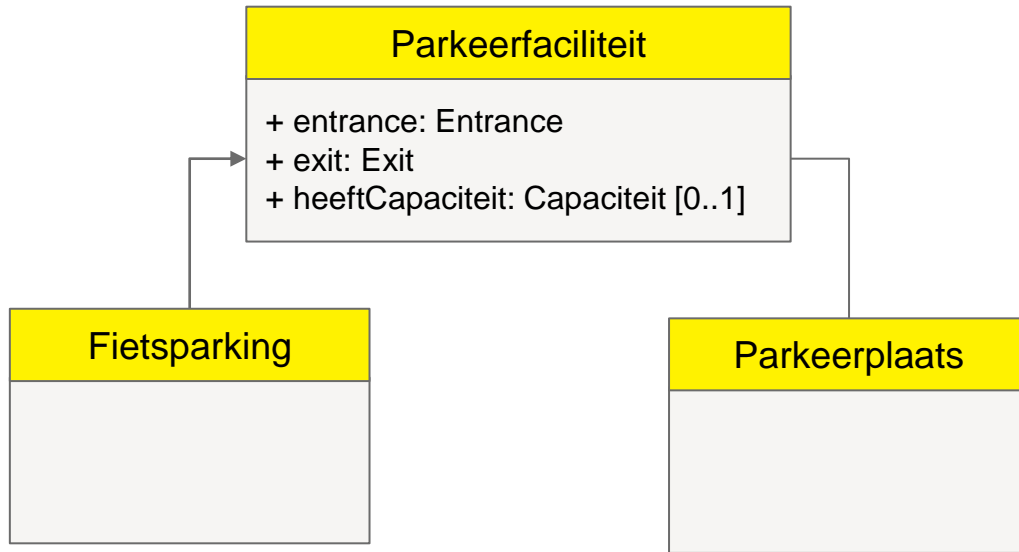 Parkeerfaciliteit
+ entrance: Entrance
+ exit: Exit
+ heeftCapaciteit: Capaciteit [0..1]
Fietsparking
Parkeerplaats